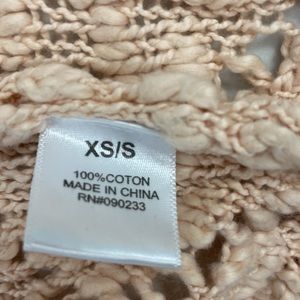 XS/S
100%COTON
MADE IN CHINA
RN#090233